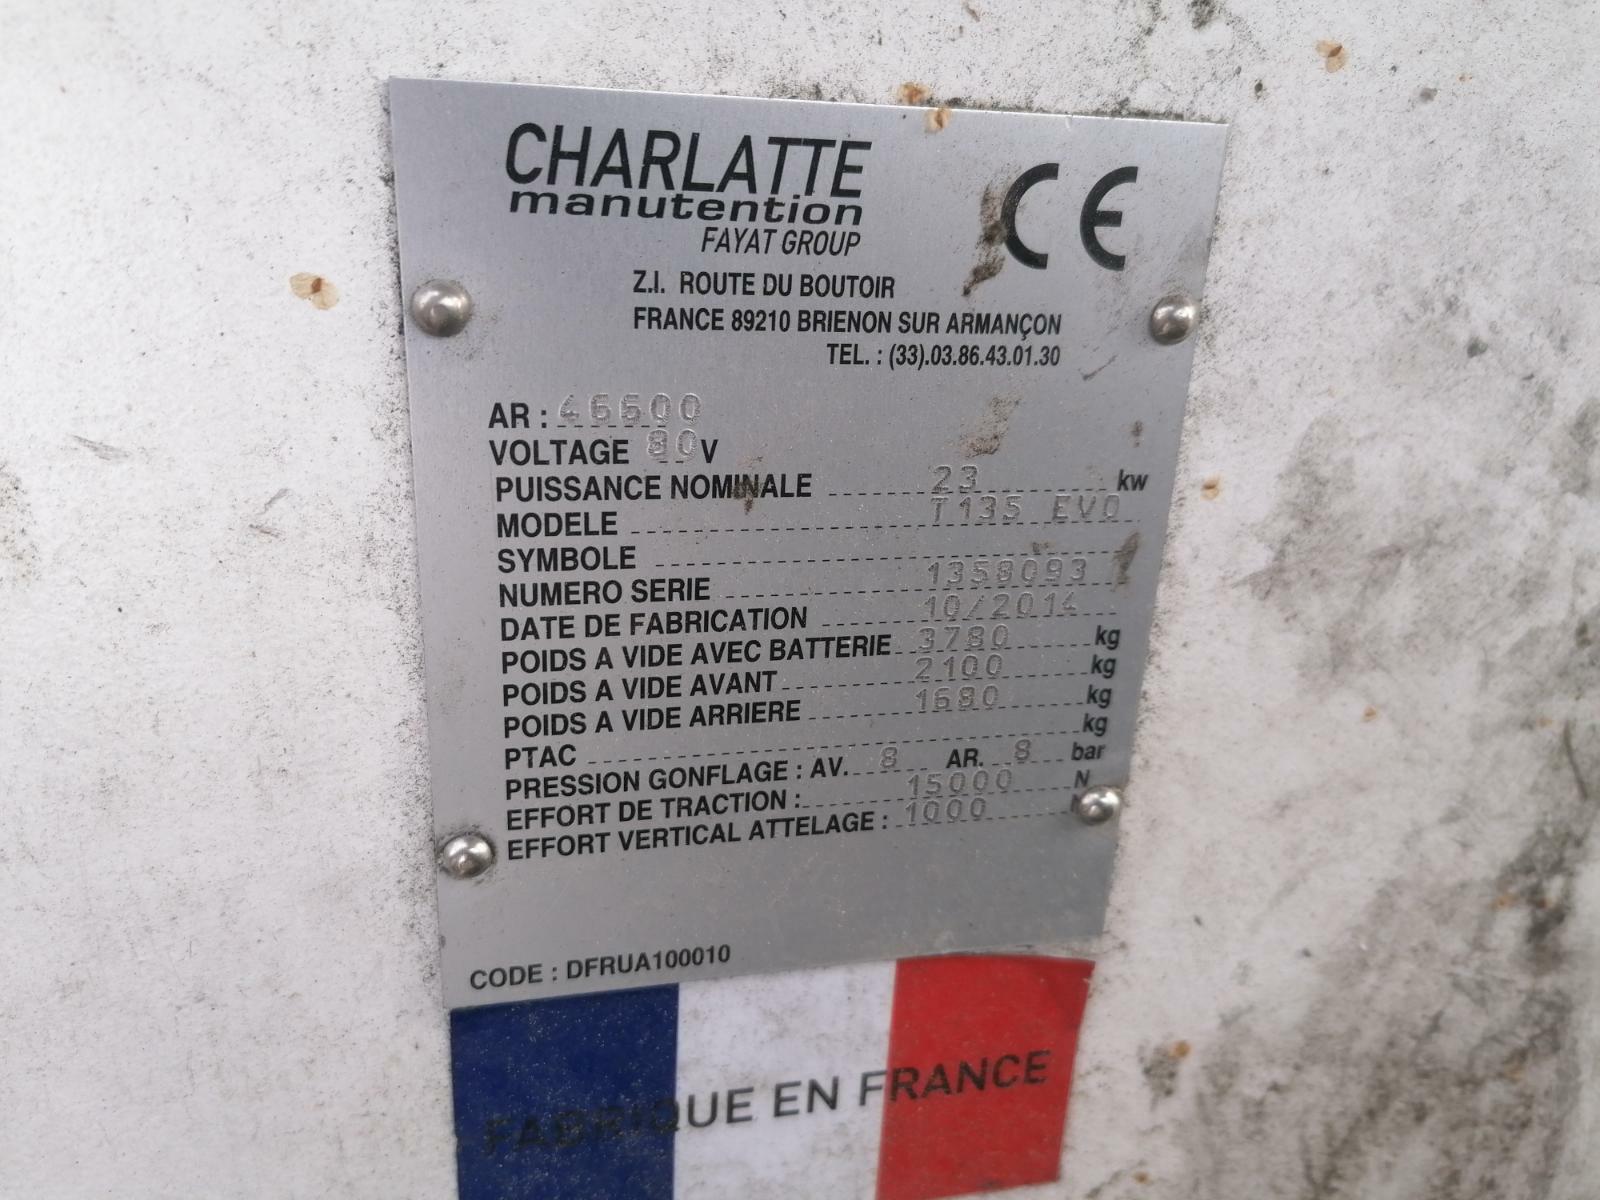 CHARLATTE
manutention
FAYAT GROUP
CE
Z.I. ROUTE DU BOUTOIR
FRANCE 89210 BRIENON SUR ARMANÇON
TEL. : (33).03.86.43.01.30
AR : 46600
VOLTAGE 80 V
PUISSANCE NOMINALE 23 kw
MODELE T135 EVO
SYMBOLE
NUMERO SERIE 1358093
DATE DE FABRICATION 10/2014
POIDS A VIDE AVEC BATTERIE 3780 kg
POIDS A VIDE AVANT 2100 kg
POIDS A VIDE ARRIERE 1680 kg
PTAC kg
PRESSION GONFLAGE : AV. 8 AR. 8 bar
EFFORT DE TRACTION : 15000 N
EFFORT VERTICAL ATTELAGE : 1000
CODE : DFRUA100010
FABRIQUE EN FRANCE